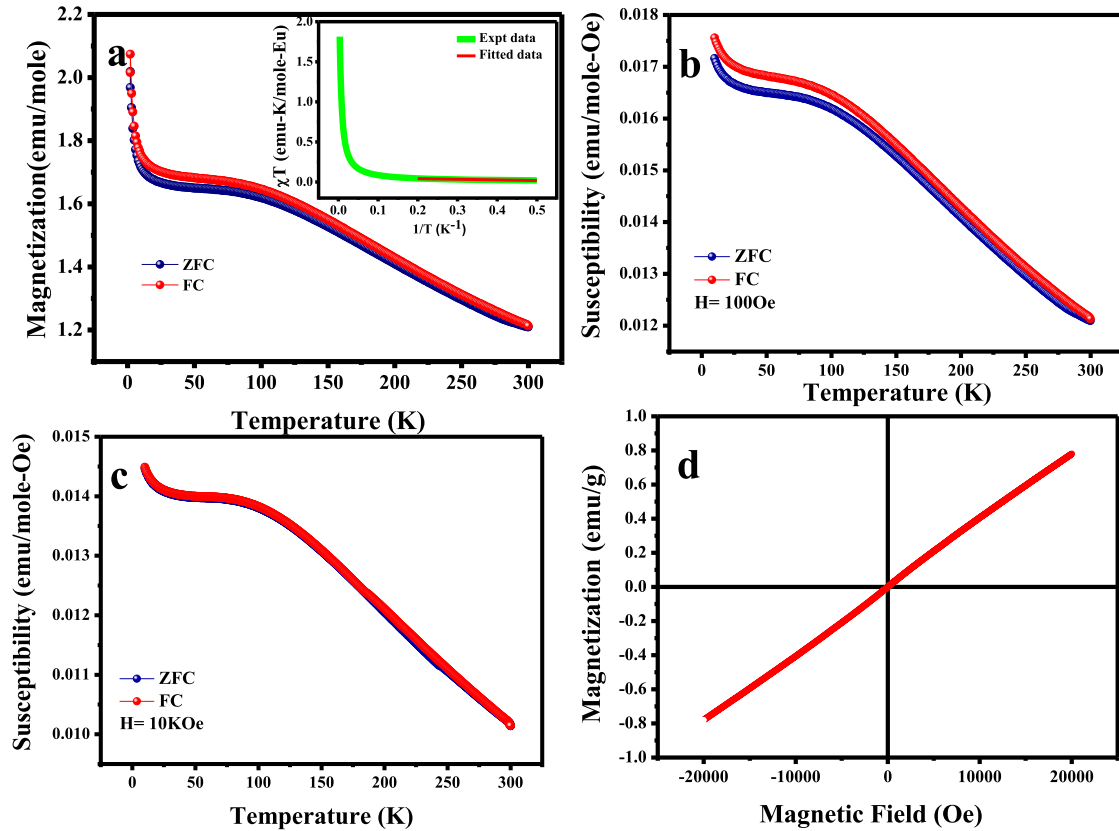 a
Magnetization(emu/mole)
2.2
2.0
1.8
1.6
1.4
1.2
0
50
100
150
200
250
300
Temperature (K)
ZFC
FC
χT (emu-K/mole-Eu)
2.0
1.5
1.0
0.5
0.0
0.0
0.1
0.2
0.3
0.4
0.5
1/T (K⁻¹)
Expt data
Fitted data
b
Susceptibility (emu/mole-Oe)
0.018
0.017
0.016
0.015
0.014
0.013
0.012
0
50
100
150
200
250
300
Temperature (K)
ZFC
FC
H= 100Oe
c
Susceptibility (emu/mole-Oe)
0.015
0.014
0.013
0.012
0.011
0.010
0
50
100
150
200
250
300
Temperature (K)
ZFC
FC
H= 10KOe
d
Magnetization (emu/g)
1.0
0.8
0.6
0.4
0.2
0.0
-0.2
-0.4
-0.6
-0.8
-1.0
-20000
-10000
0
10000
20000
Magnetic Field (Oe)